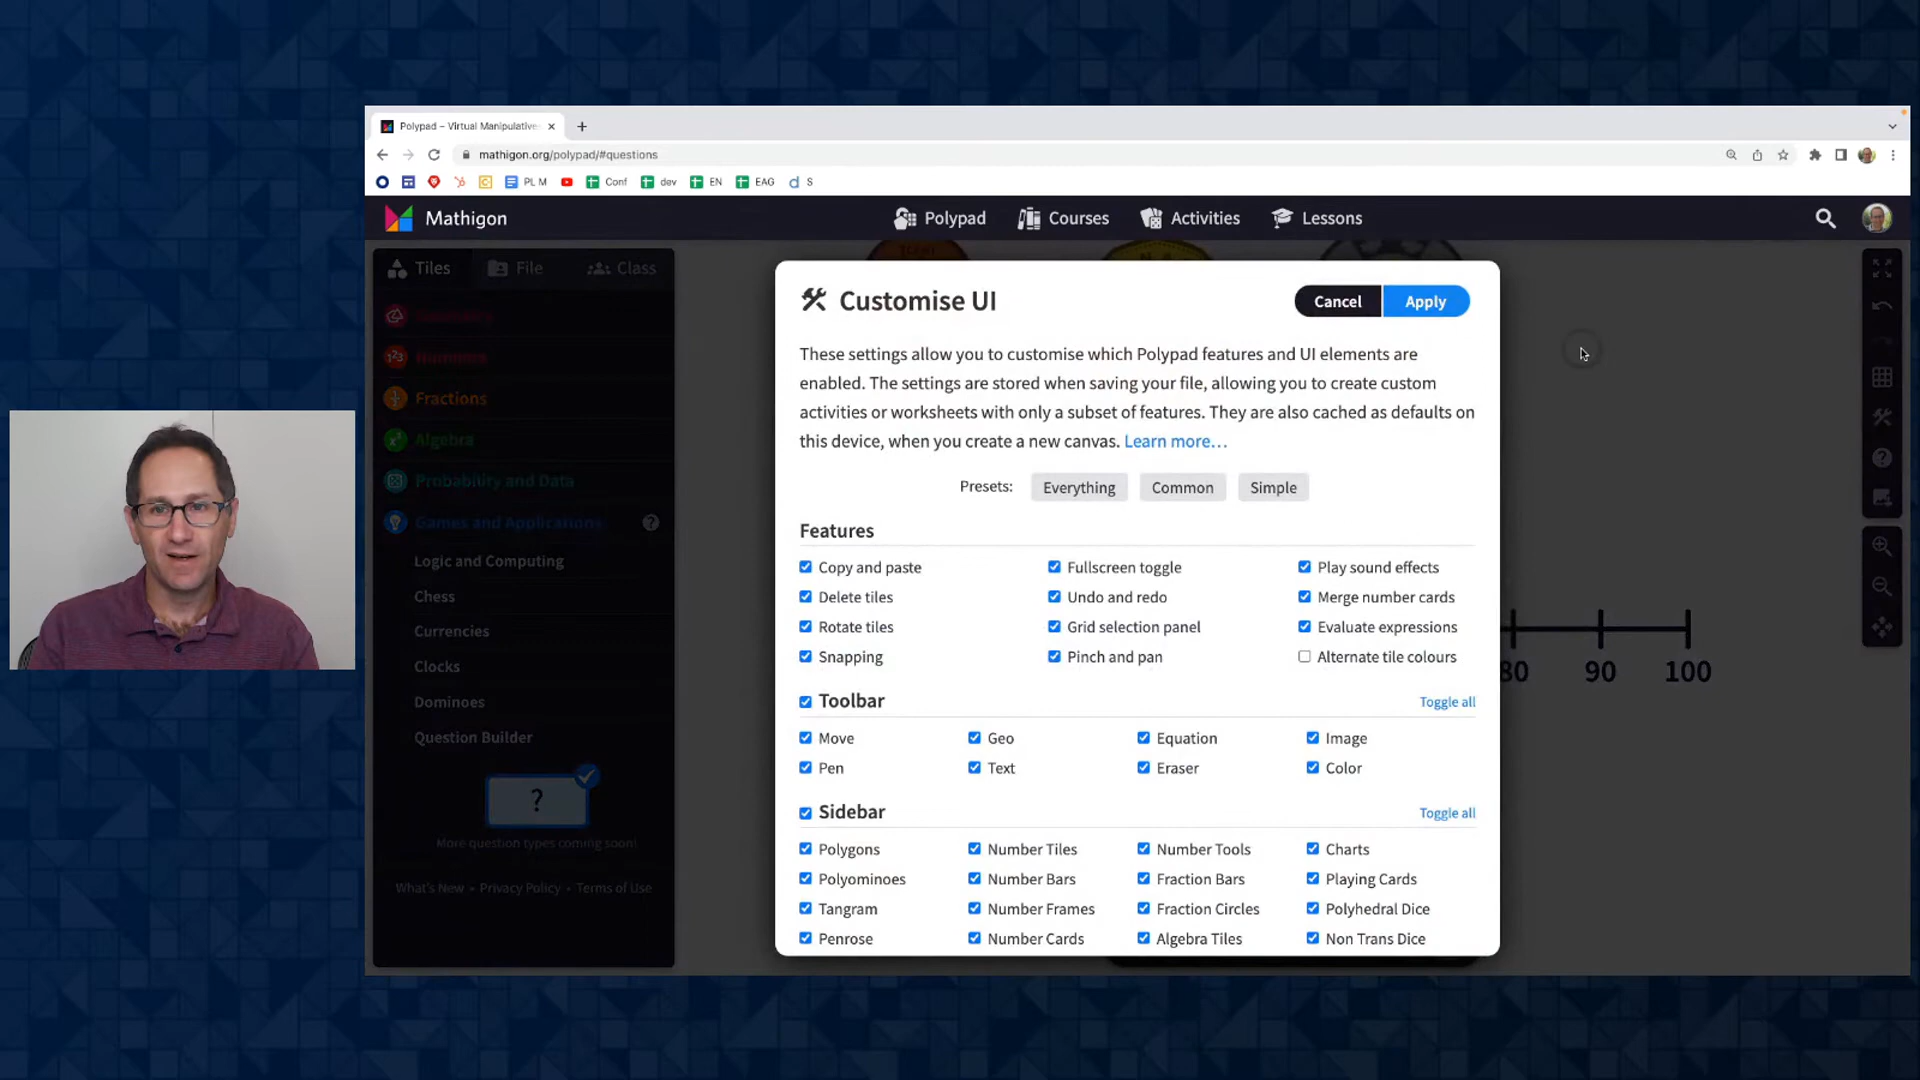 Polypad – Virtual Manipulative
mathigon.org/polypad/#questions
PL M
Conf
dev
EN
EAG
S
Mathigon
Polypad
Courses
Activities
Lessons
Tiles
File
Class
Fractions
Algebra
Probability and Data
Games and Applications
Logic and Computing
Chess
Currencies
Clocks
Dominoes
Question Builder
?
More question types coming soon!
What's New • Privacy Policy • Terms of Use
Customise UI
Cancel
Apply
These settings allow you to customise which Polypad features and UI elements are
enabled. The settings are stored when saving your file, allowing you to create custom
activities or worksheets with only a subset of features. They are also cached as defaults on
this device, when you create a new canvas. Learn more…
Presets: Everything Common Simple
Features
Copy and paste Fullscreen toggle Play sound effects
Delete tiles Undo and redo Merge number cards
Rotate tiles Grid selection panel Evaluate expressions
Snapping Pinch and pan Alternate tile colours
Toolbar Toggle all
Move Geo Equation Image
Pen Text Eraser Color
Sidebar Toggle all
Polygons Number Tiles Number Tools Charts
Polyominoes Number Bars Fraction Bars Playing Cards
Tangram Number Frames Fraction Circles Polyhedral Dice
Penrose Number Cards Algebra Tiles Non Trans Dice
80 90 100